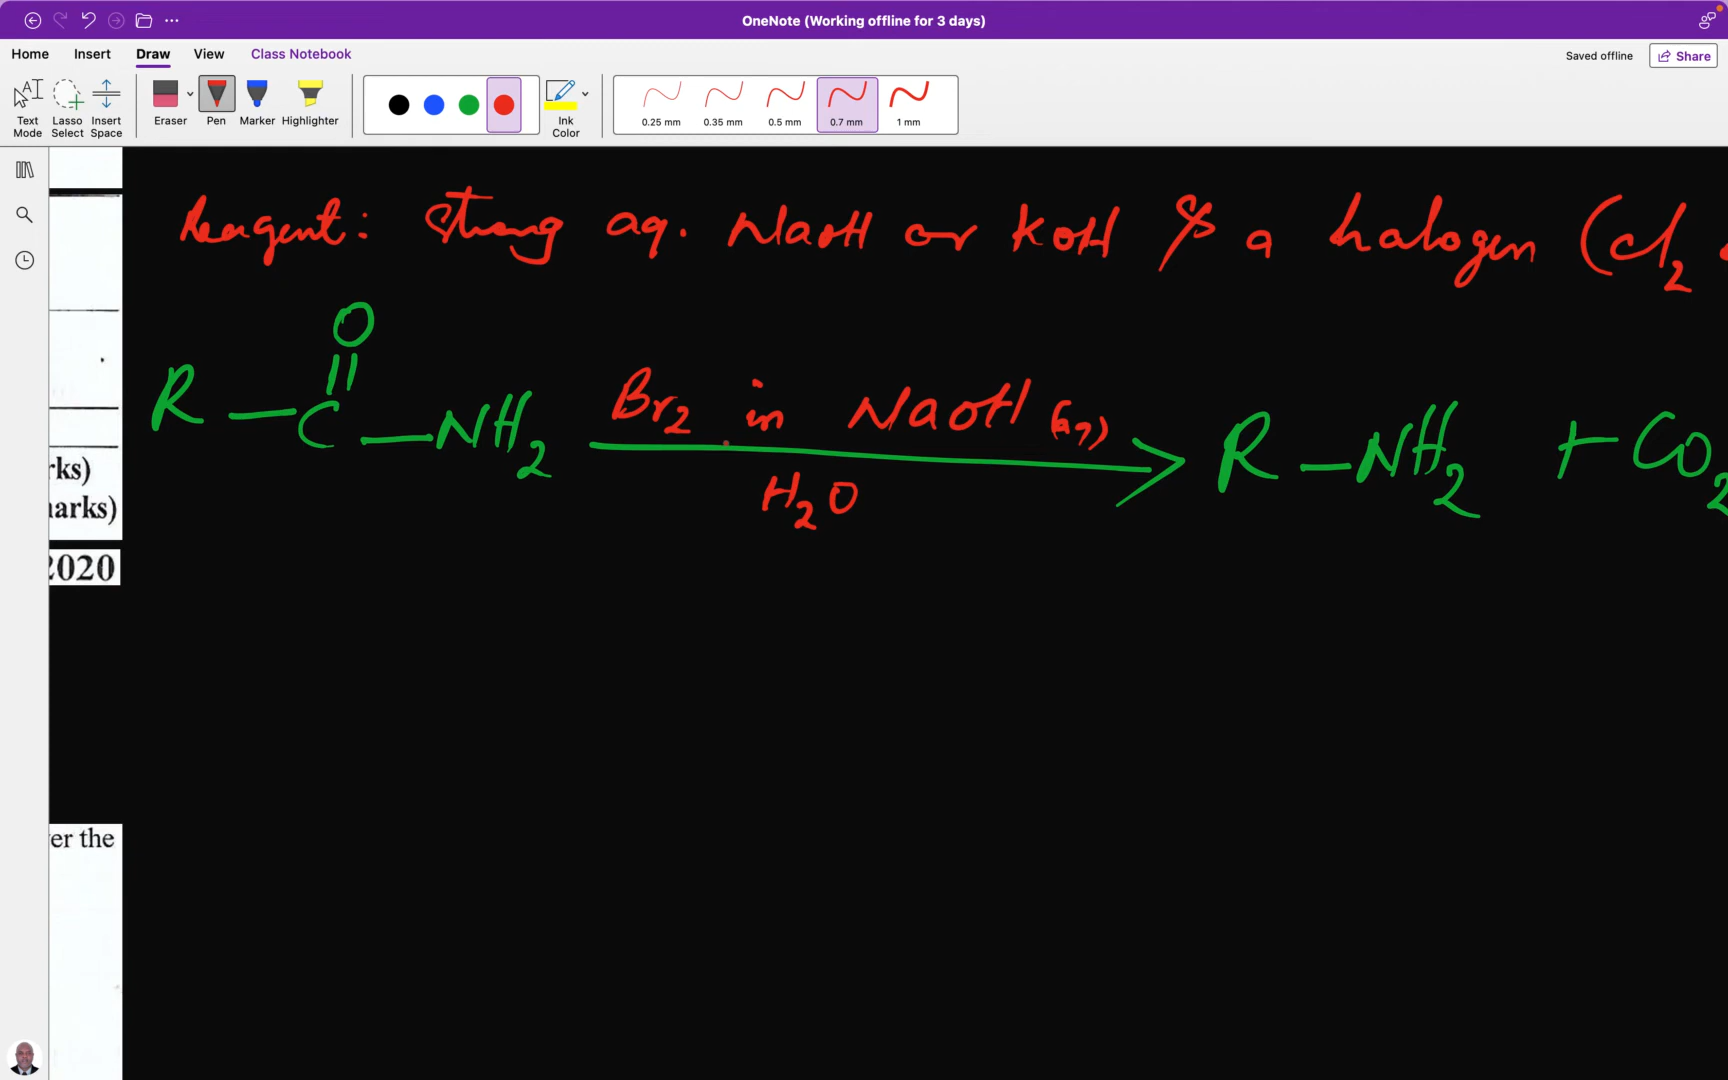 OneNote (Working offline for 3 days)
Home Insert Draw View Class Notebook
Saved offline Share
Text Mode
Lasso Select
Insert Space
Eraser Pen Marker Highlighter
Ink Color
0.25 mm 0.35 mm 0.5 mm 0.7 mm 1 mm
Reagent: Strong aq. NaOH or KOH & a halogen (Cl2
O
R - C - NH2 Br2 in NaOH (aq) R - NH2 + CO2
H2O
rks)
arks)
2020
er the